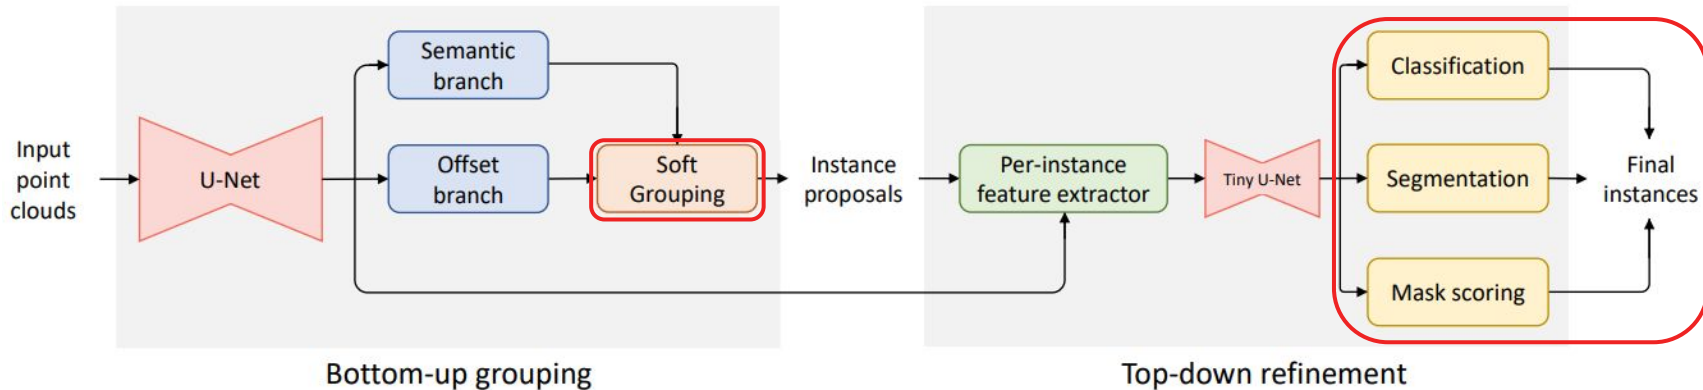 Input
point
clouds
U-Net
Semantic
branch
Offset
branch
Soft
Grouping
Instance
proposals
Per-instance
feature extractor
Tiny U-Net
Classification
Segmentation
Mask scoring
Final
instances
Bottom-up grouping
Top-down refinement